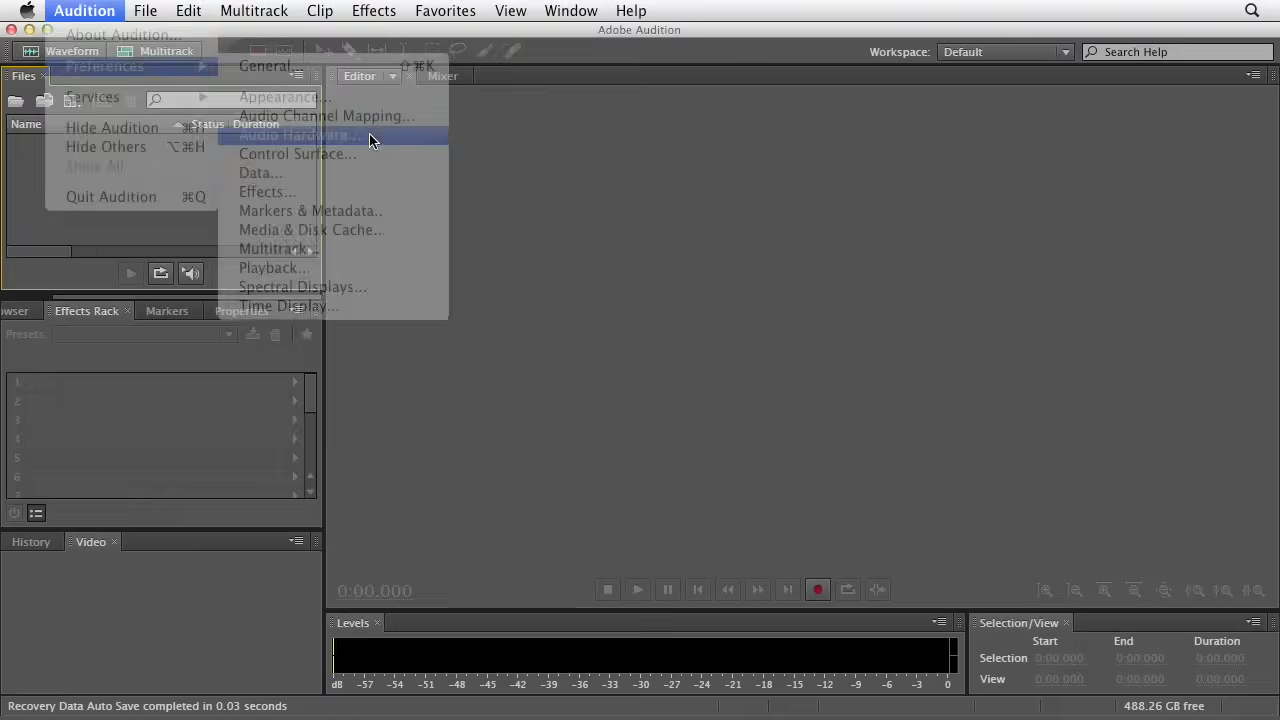 Audition File Edit Multitrack Clip Effects Favorites View Window Help
Adobe Audition
Waveform Multitrack Workspace: Default Search Help
About Audition...
Preferences
Services
Hide Audition ⌘H
Hide Others ⌥⌘H
Show All
Quit Audition ⌘Q
General... ⇧⌘K
Appearance...
Audio Channel Mapping...
Audio Hardware...
Control Surface...
Data...
Effects...
Markers & Metadata..
Media & Disk Cache...
Multitrack...
Playback...
Spectral Displays...
Time Display...
Files
Name Status Duration
Editor Mixer
wser Effects Rack Markers Properties
Presets:
1
2
3
4
5
6
7
History Video
0:00.000
Levels
dB -57 -54 -51 -48 -45 -42 -39 -36 -33 -30 -27 -24 -21 -18 -15 -12 -9 -6 -3 0
Selection/View
Start End Duration
Selection 0:00.000 0:00.000 0:00.000
View 0:00.000 0:00.000 0:00.000
Recovery Data Auto Save completed in 0.03 seconds 488.26 GB free